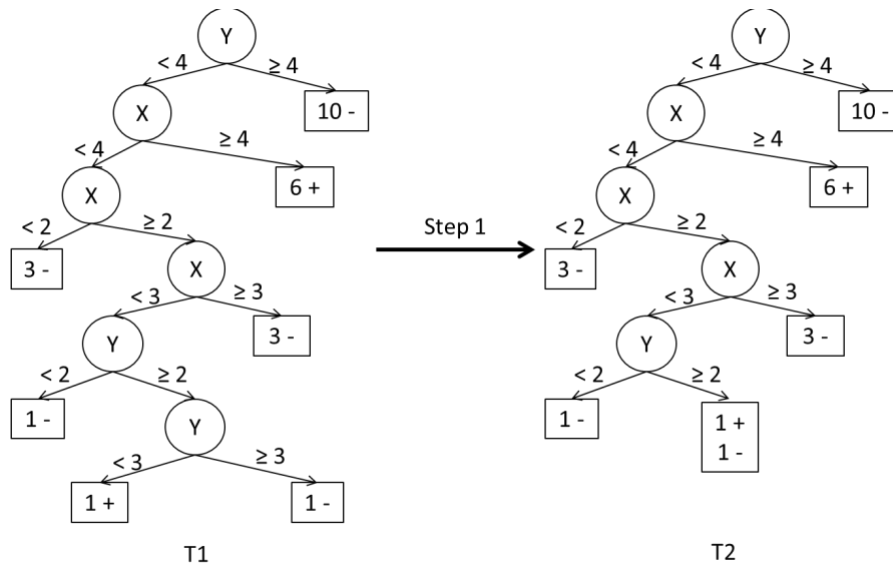 Y
Y
< 4
≥ 4
< 4
≥ 4
X
10 -
X
10 -
< 4
≥ 4
< 4
≥ 4
X
6 +
X
6 +
< 2
≥ 2
Step 1
< 2
≥ 2
3 -
X
3 -
X
< 3
≥ 3
< 3
≥ 3
Y
3 -
Y
3 -
< 2
≥ 2
< 2
≥ 2
1 -
Y
1 -
1 +
1 -
< 3
≥ 3
1 +
1 -
T1
T2